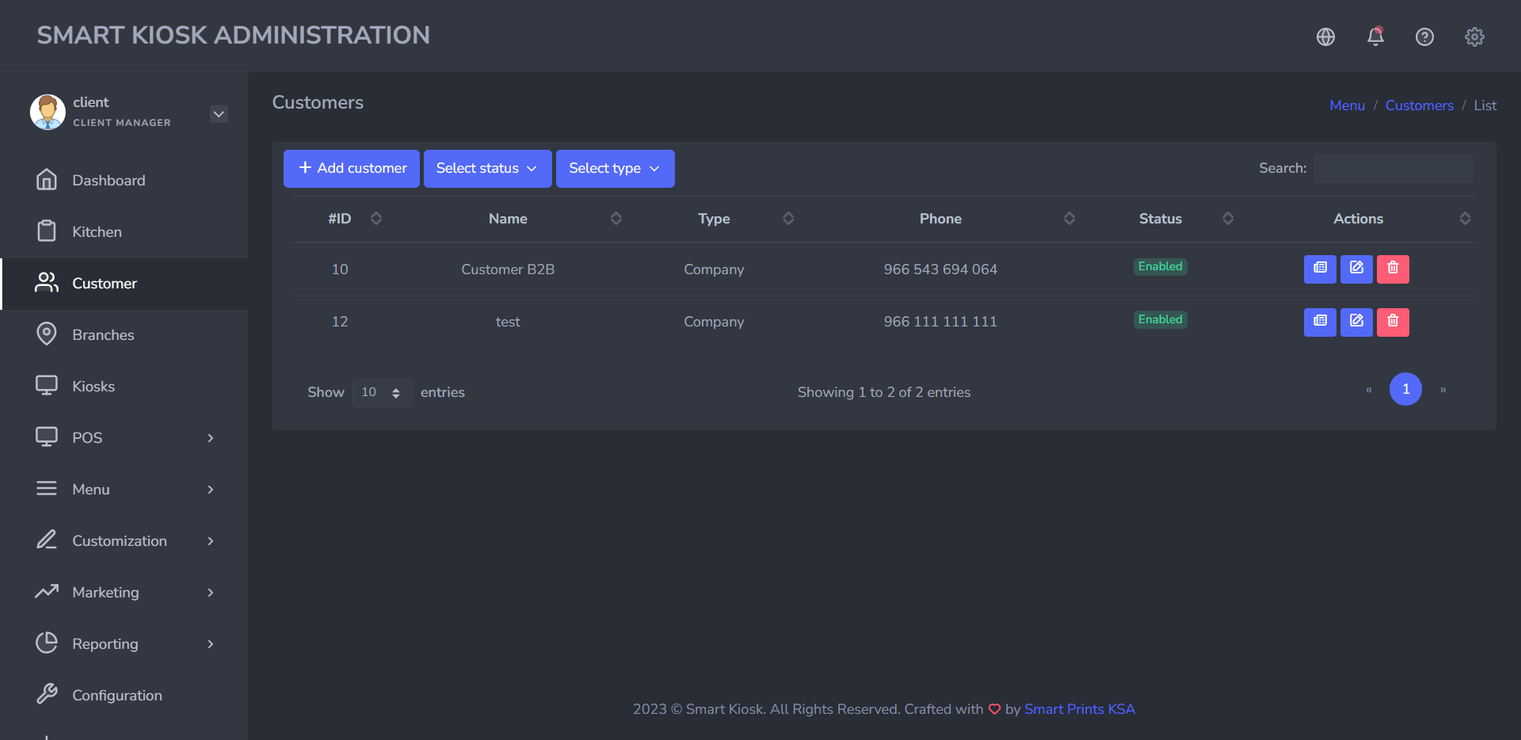 SMART KIOSK ADMINISTRATION
client
CLIENT MANAGER
Dashboard
Kitchen
Customer
Branches
Kiosks
POS
Menu
Customization
Marketing
Reporting
Configuration
Customers
Menu / Customers / List
+ Add customer Select status Select type Search:
#ID Name Type Phone Status Actions
10 Customer B2B Company 966 543 694 064 Enabled
12 test Company 966 111 111 111 Enabled
Show 10 entries Showing 1 to 2 of 2 entries « 1 »
2023 © Smart Kiosk. All Rights Reserved. Crafted with ♡ by Smart Prints KSA